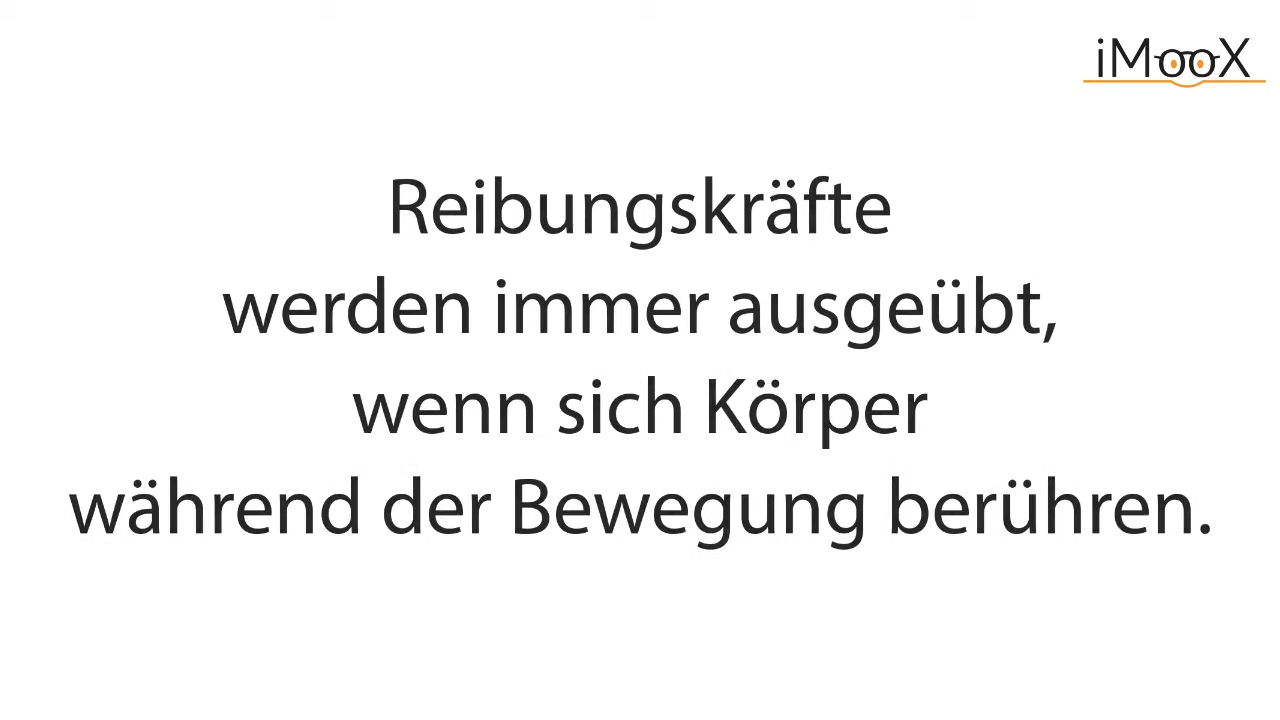 iMooX
Reibungskräfte
werden immer ausgeübt,
wenn sich Körper
während der Bewegung berühren.